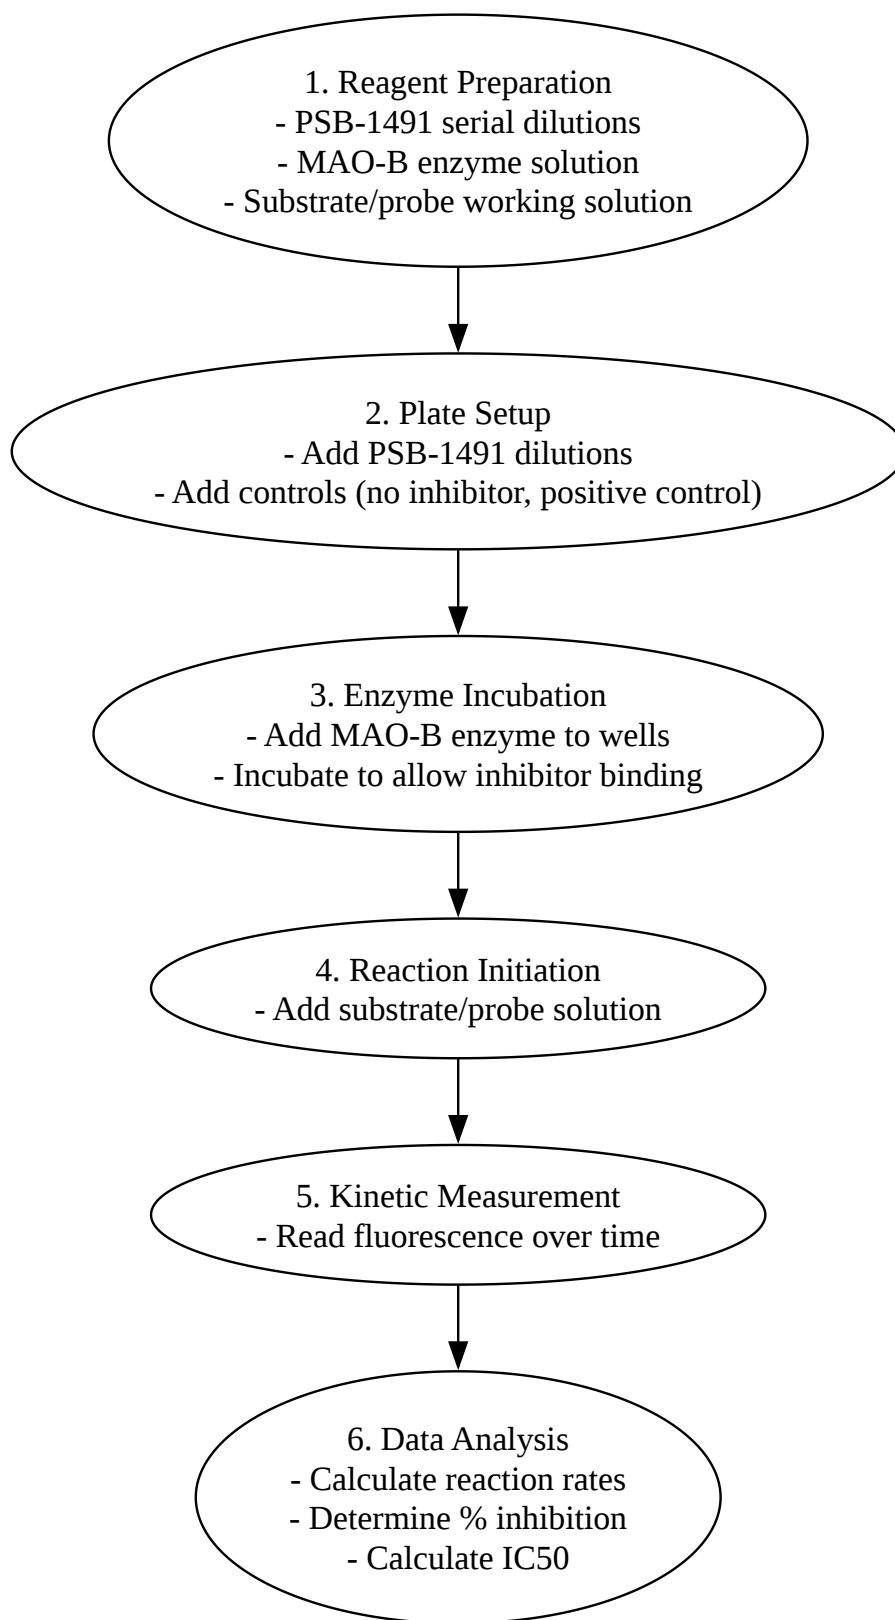 1. Reagent Preparation
- PSB-1491 serial dilutions
- MAO-B enzyme solution
- Substrate/probe working solution
2. Plate Setup
- Add PSB-1491 dilutions
- Add controls (no inhibitor, positive control)
3. Enzyme Incubation
- Add MAO-B enzyme to wells
- Incubate to allow inhibitor binding
4. Reaction Initiation
- Add substrate/probe solution
5. Kinetic Measurement
- Read fluorescence over time
6. Data Analysis
- Calculate reaction rates
- Determine % inhibition
- Calculate IC50